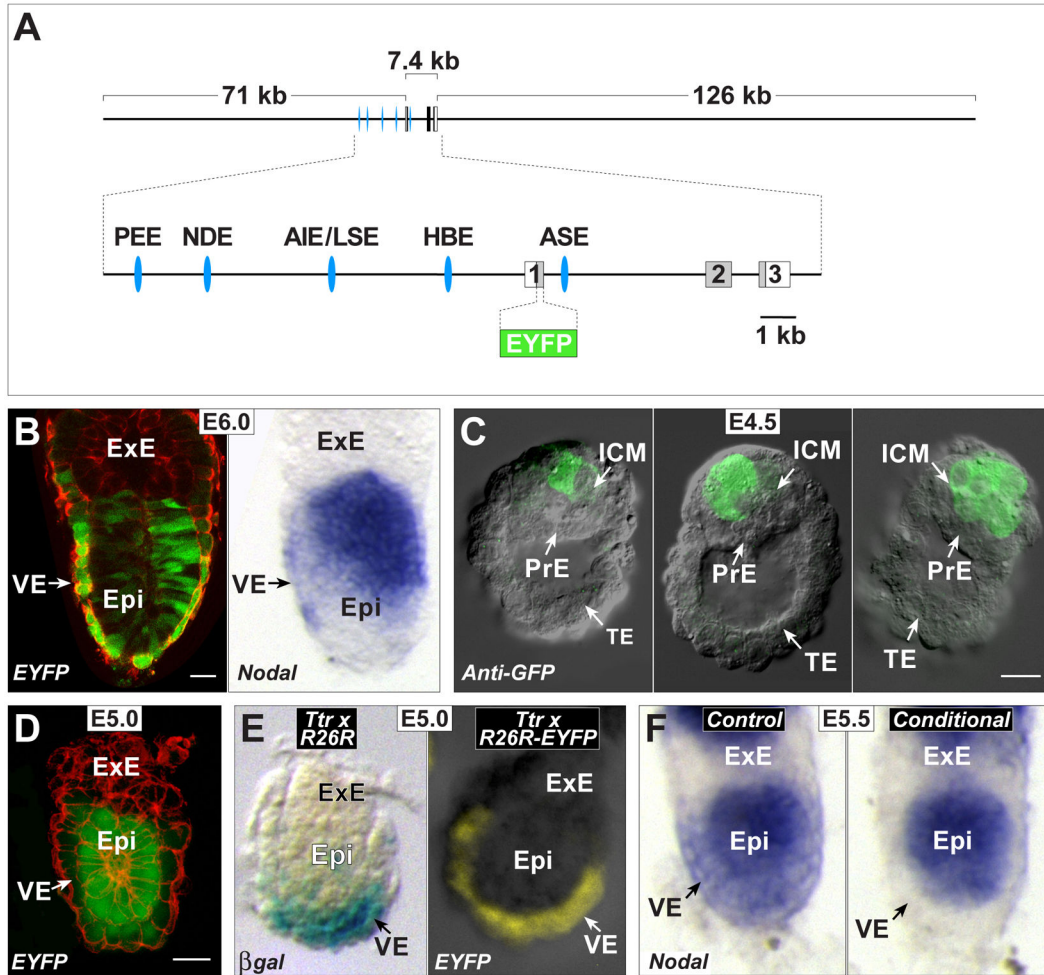 A
7.4 kb
71 kb
126 kb
PEE NDE AIE/LSE HBE ASE
1 2 3
EYFP
1 kb
B
E6.0
ExE
ExE
VE
VE
Epi
Epi
EYFP
Nodal
C
E4.5
ICM
ICM
ICM
PrE
PrE
PrE
TE
TE
TE
Anti-GFP
D
E5.0
ExE
Epi
VE
EYFP
E
Ttr x
R26R
E5.0
Ttr x
R26R-EYFP
ExE
ExE
Epi
Epi
VE
VE
βgal
EYFP
F
Control
E5.5
Conditional
ExE
ExE
Epi
Epi
VE
VE
Nodal